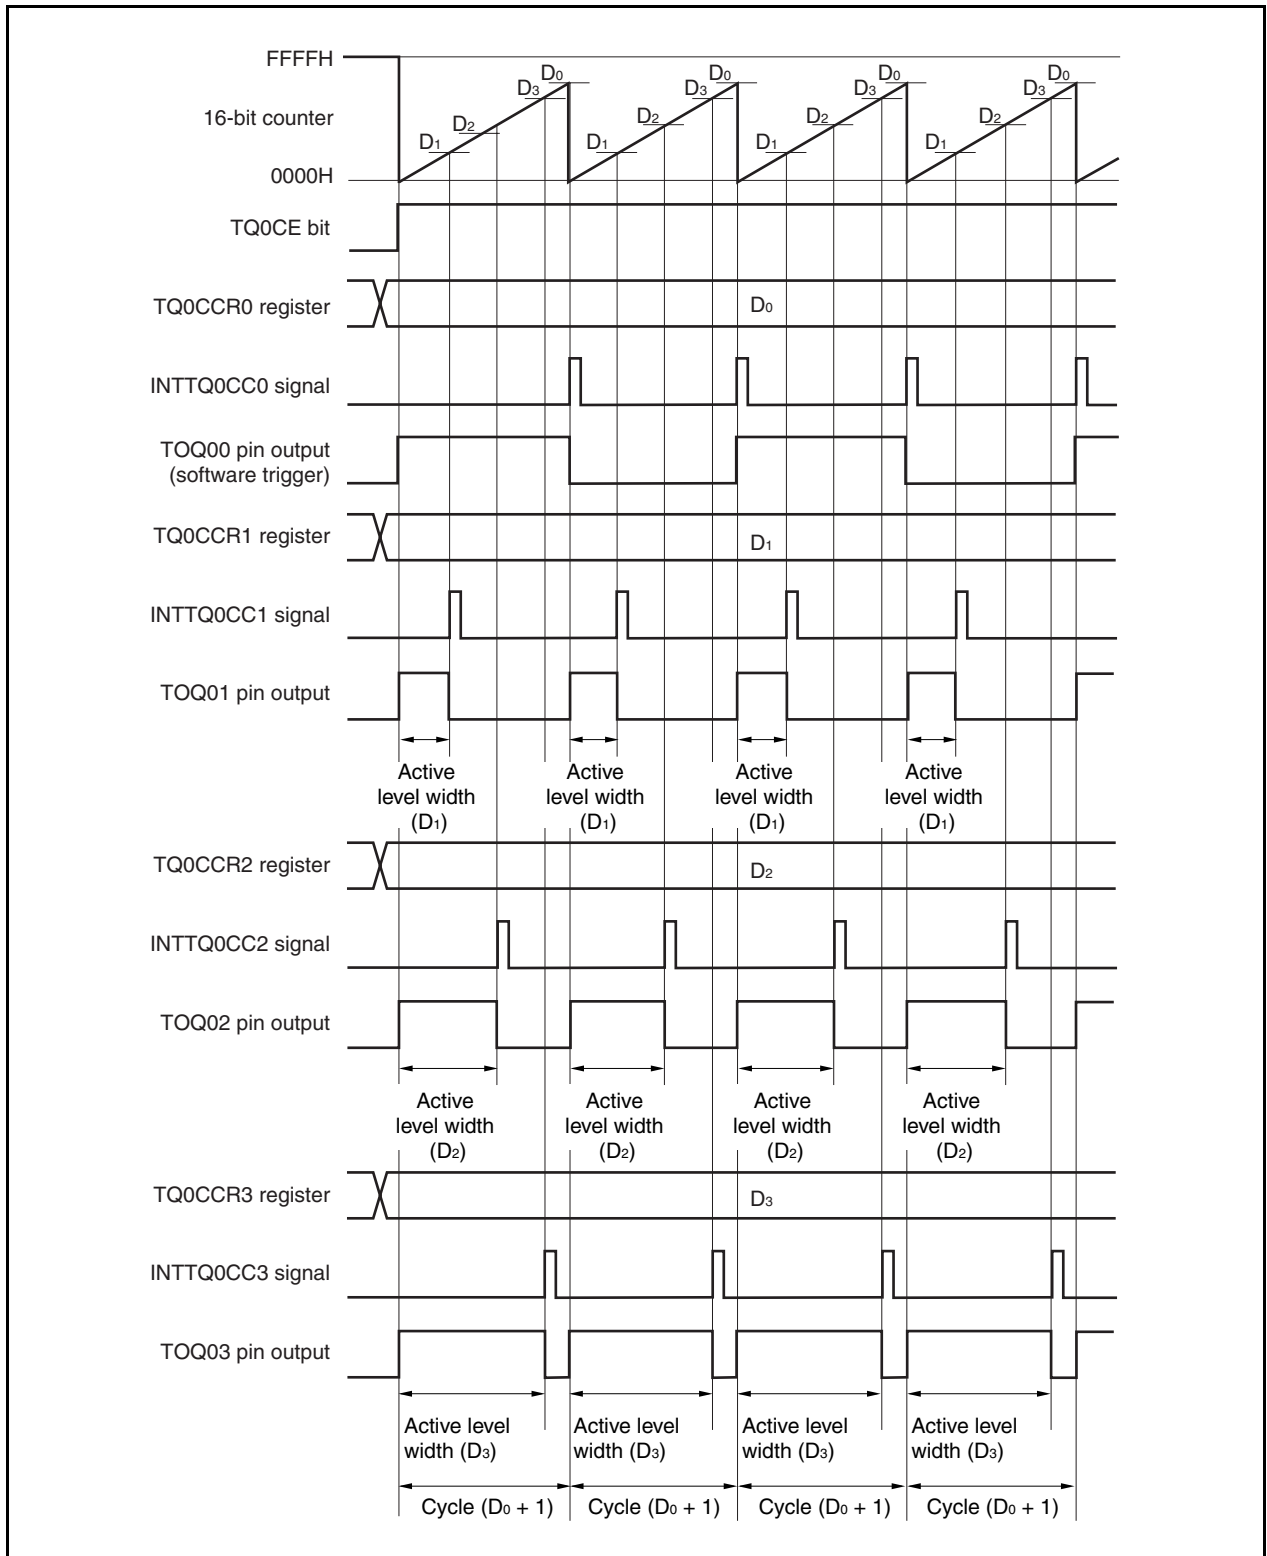 FFFFH
D0 D0 D0 D0
D3 D3 D3 D3
16-bit counter
D2 D2 D2 D2
D1 D1 D1 D1
0000H
TQ0CE bit
TQ0CCR0 register
D0
INTTQ0CC0 signal
TOQ00 pin output
(software trigger)
TQ0CCR1 register
D1
INTTQ0CC1 signal
TOQ01 pin output
Active
level width
(D1)
Active
level width
(D1)
Active
level width
(D1)
Active
level width
(D1)
TQ0CCR2 register
D2
INTTQ0CC2 signal
TOQ02 pin output
Active
level width
(D2)
Active
level width
(D2)
Active
level width
(D2)
Active
level width
(D2)
TQ0CCR3 register
D3
INTTQ0CC3 signal
TOQ03 pin output
Active level
width (D3)
Active level
width (D3)
Active level
width (D3)
Active level
width (D3)
Cycle (D0 + 1)
Cycle (D0 + 1)
Cycle (D0 + 1)
Cycle (D0 + 1)